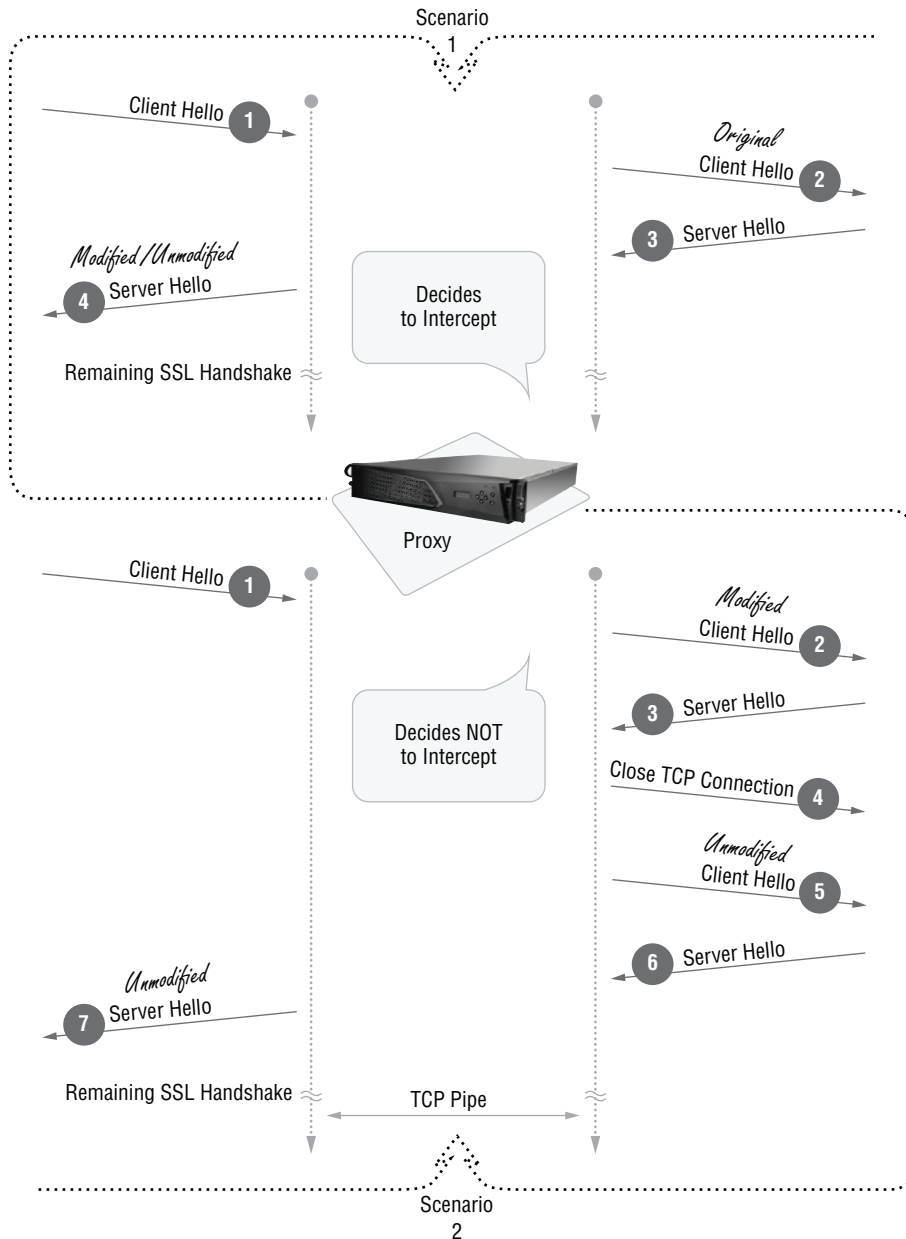 Scenario
1
Client Hello
1
Original
Client Hello
2
3
Server Hello
Modified/Unmodified
4
Server Hello
Decides
to Intercept
Remaining SSL Handshake
Proxy
Client Hello
1
Modified
Client Hello
2
3
Server Hello
Decides NOT
to Intercept
Close TCP Connection
4
Unmodified
Client Hello
5
6
Server Hello
Unmodified
7
Server Hello
Remaining SSL Handshake
TCP Pipe
Scenario
2